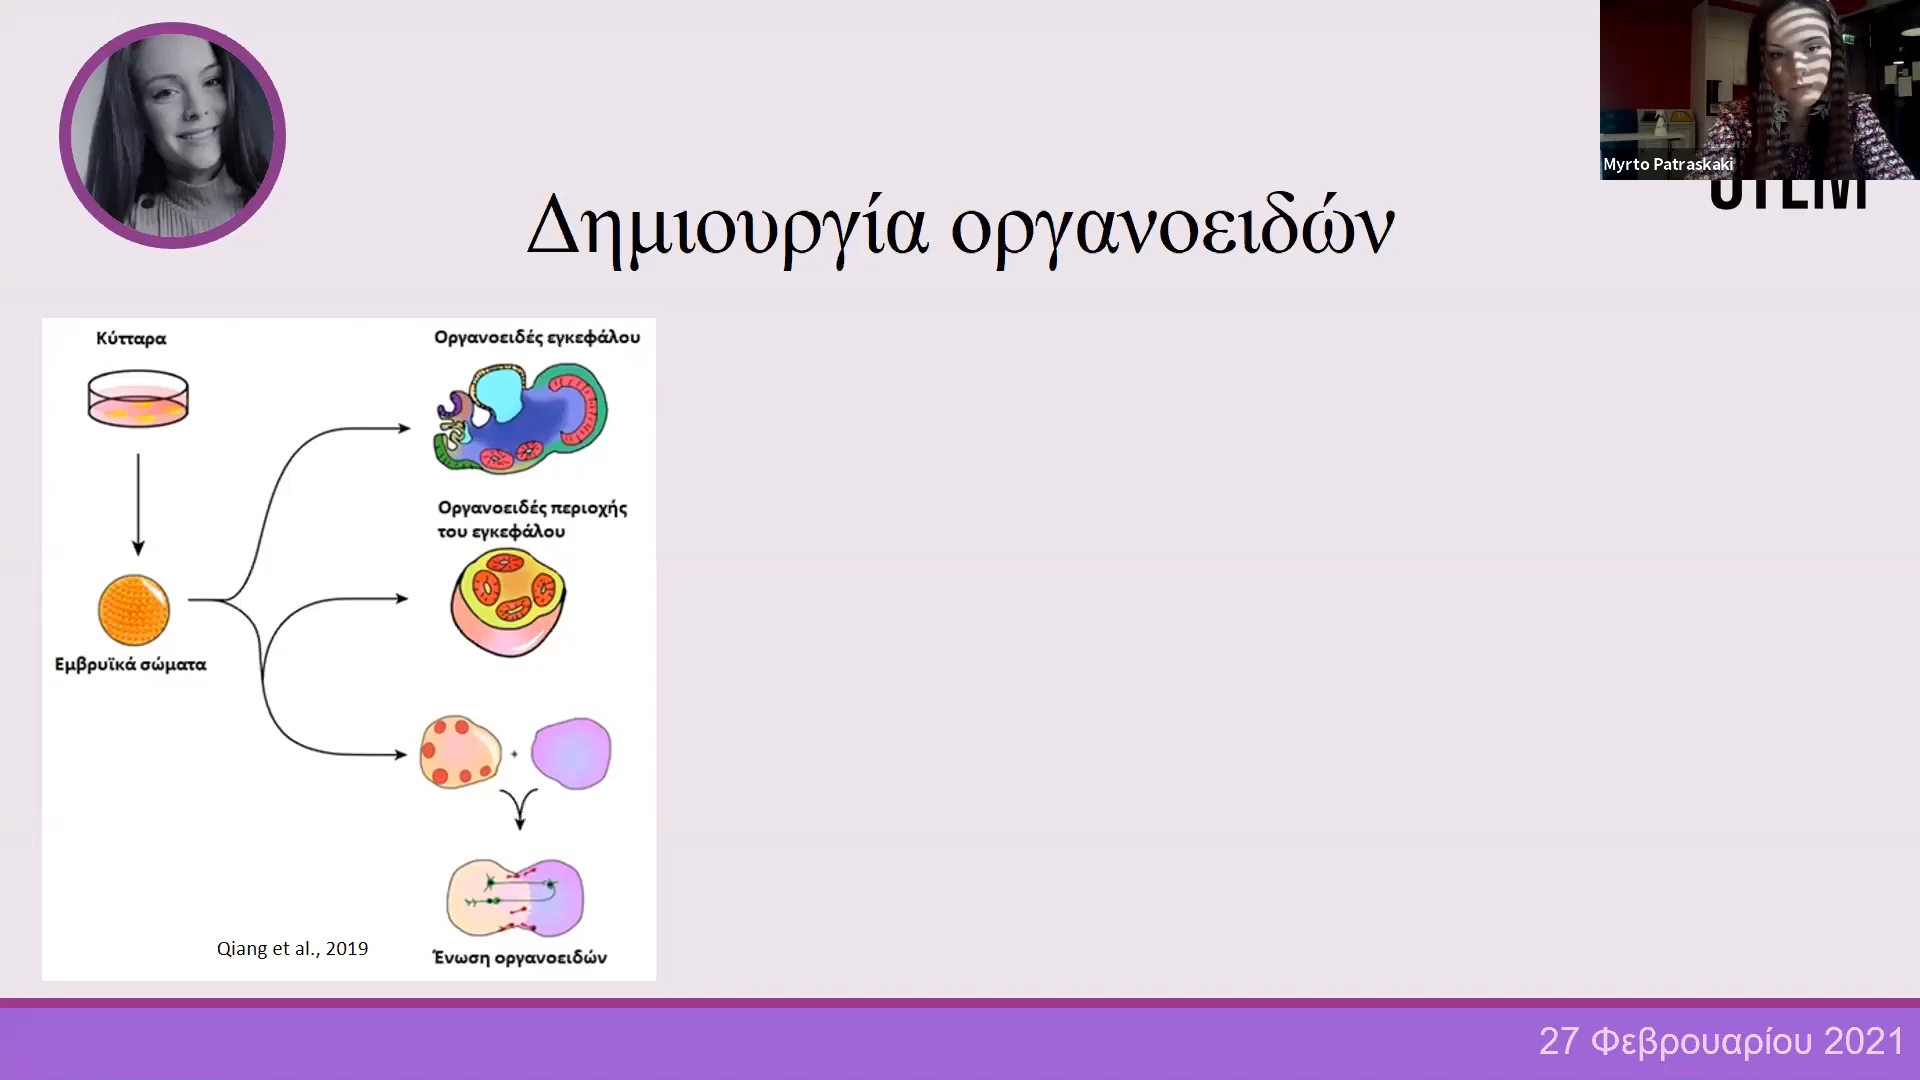 Myrto Patraskaki
STEM
Δημιουργία οργανοειδών
Κύτταρα
Οργανοειδές εγκεφάλου
Οργανοειδές περιοχής
του εγκεφάλου
Εμβρυϊκά σώματα
+
Qiang et al., 2019
Ένωση οργανοειδών
27 Φεβρουαρίου 2021